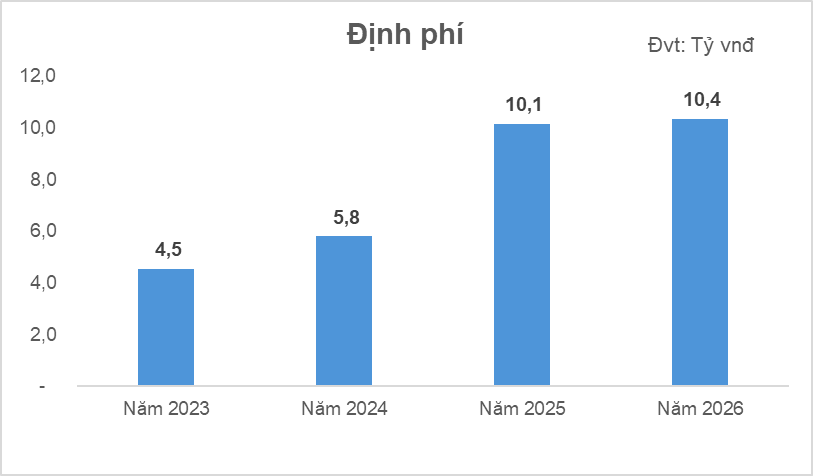 Định phí
Đvt: Tỷ vnđ
12,0
10,0
8,0
6,0
4,0
2,0
-
4,5
5,8
10,1
10,4
Năm 2023
Năm 2024
Năm 2025
Năm 2026